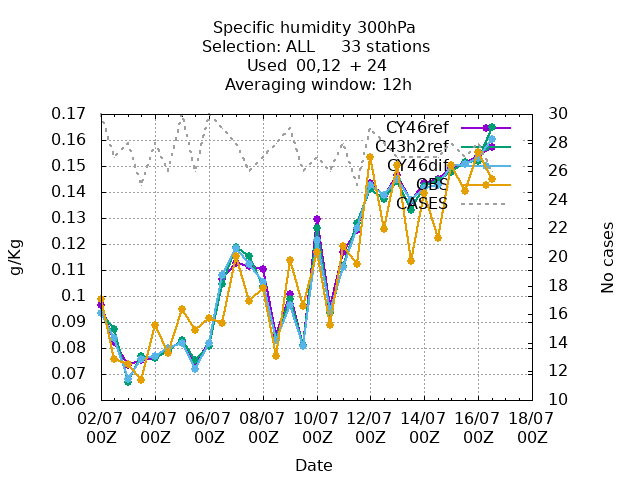 Specific humidity 300hPa
Selection: ALL 33 stations
Used 00,12 + 24
Averaging window: 12h
0.17
0.16
0.15
0.14
0.13
0.12
0.11
0.1
0.09
0.08
0.07
0.06
g/Kg
CY46ref
C43h2ref
CY46dif
OBS
CASES
30
28
26
24
22
20
18
16
14
12
10
No cases
02/07 04/07 06/07 08/07 10/07 12/07 14/07 16/07 18/07
00Z 00Z 00Z 00Z 00Z 00Z 00Z 00Z 00Z
Date